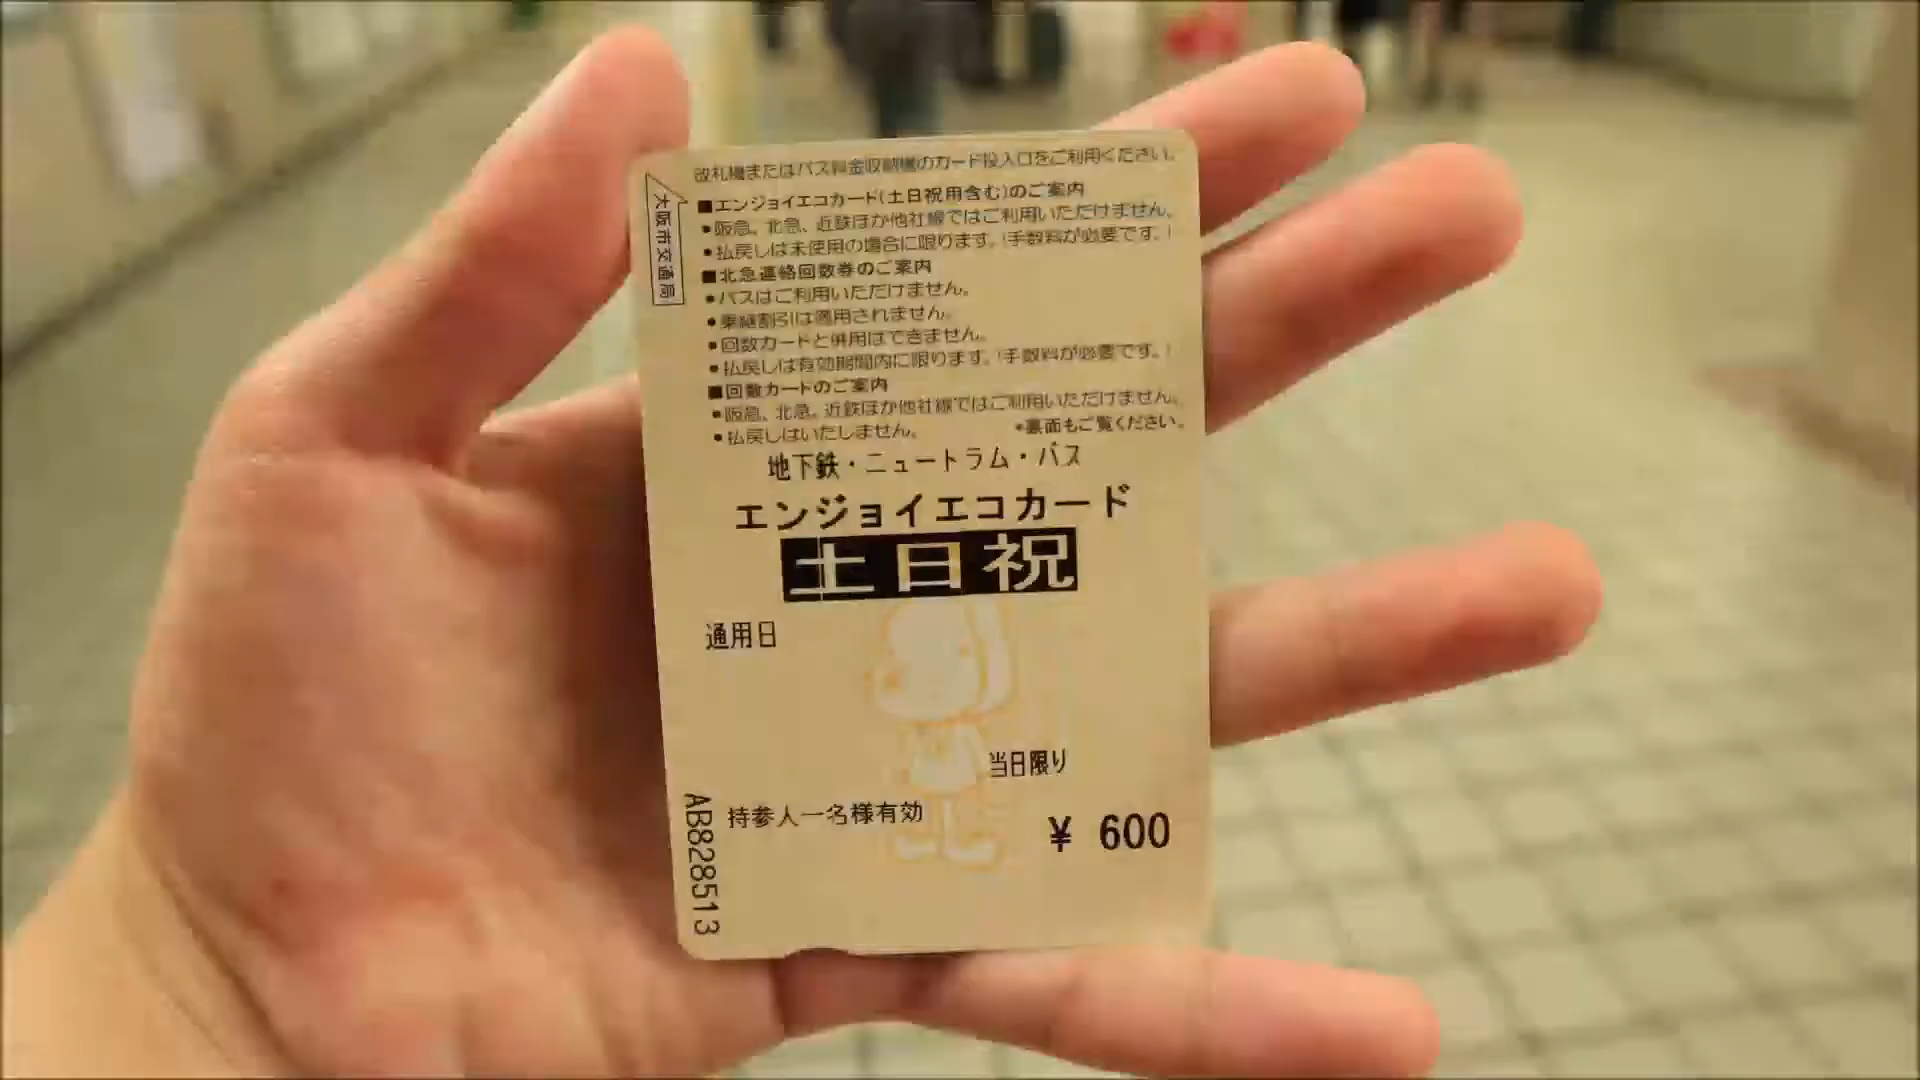 改札機またはバス料金収納機のカード投入口をご利用ください。
大阪市交通局
■エンジョイエコカード(土日祝用含む)のご案内
•阪急、北急、近鉄ほか他社線ではご利用いただけません。
•払戻しは未使用の場合に限ります。(手数料が必要です。)
■北急連絡回数券のご案内
•バスはご利用いただけません。
•乗継割引は適用されません。
•回数カードと併用はできません。
•払戻しは有効期間内に限ります。(手数料が必要です。)
■回数カードのご案内
•阪急、北急、近鉄ほか他社線ではご利用いただけません。
•払戻しはいたしません。 *裏面もご覧ください。
地下鉄・ニュートラム・バス
エンジョイエコカード
土日祝
通用日
当日限り
持参人一名様有効
¥ 600
AB828513